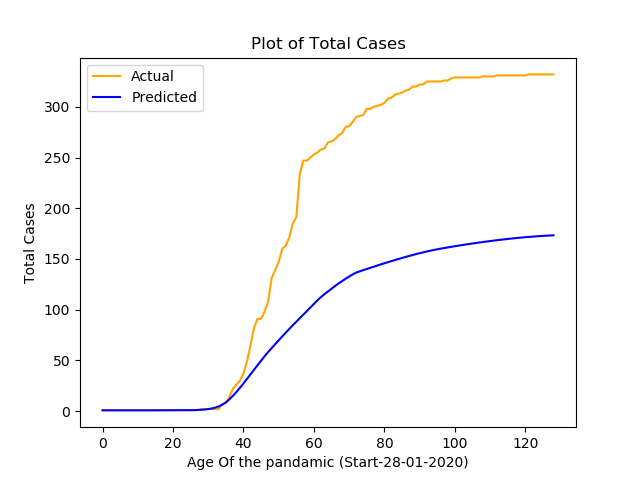 Plot of Total Cases
Actual
Predicted
300
250
200
150
100
50
0
Total Cases
0 20 40 60 80 100 120
Age Of the pandamic (Start-28-01-2020)